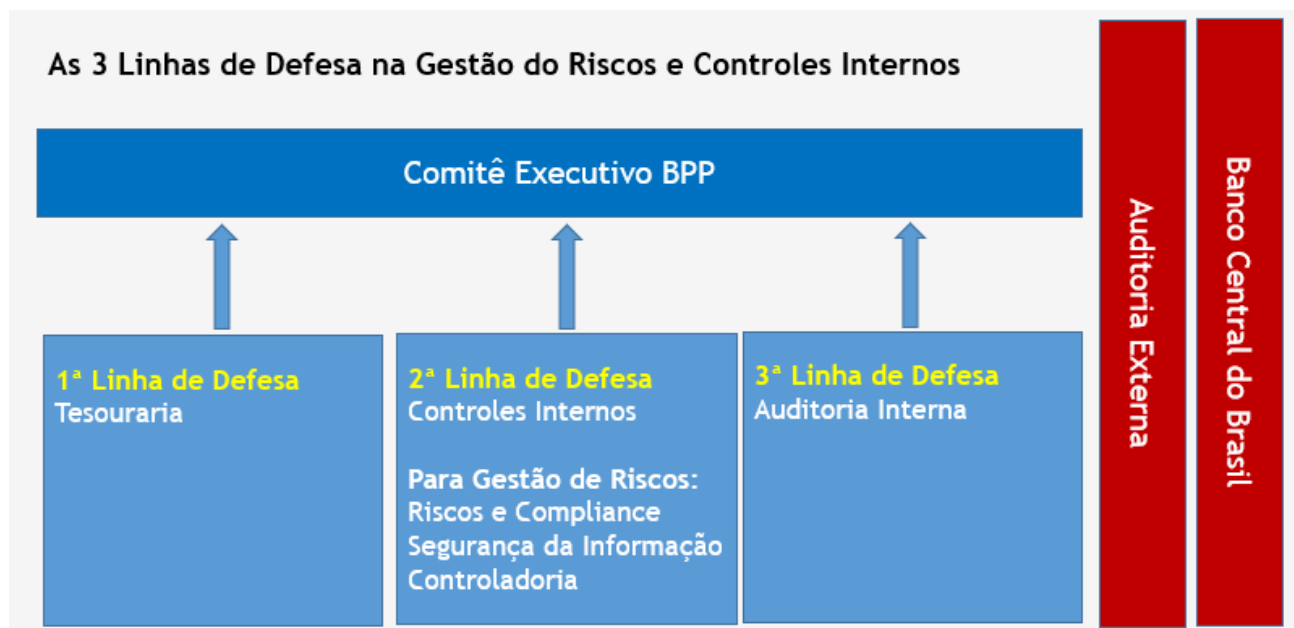 As 3 Linhas de Defesa na Gestão do Riscos e Controles Internos
Comitê Executivo BPP
1ª Linha de Defesa
Tesouraria
2ª Linha de Defesa
Controles Internos
Para Gestão de Riscos:
Riscos e Compliance
Segurança da Informação
Controladoria
3ª Linha de Defesa
Auditoria Interna
Auditoria Externa
Banco Central do Brasil